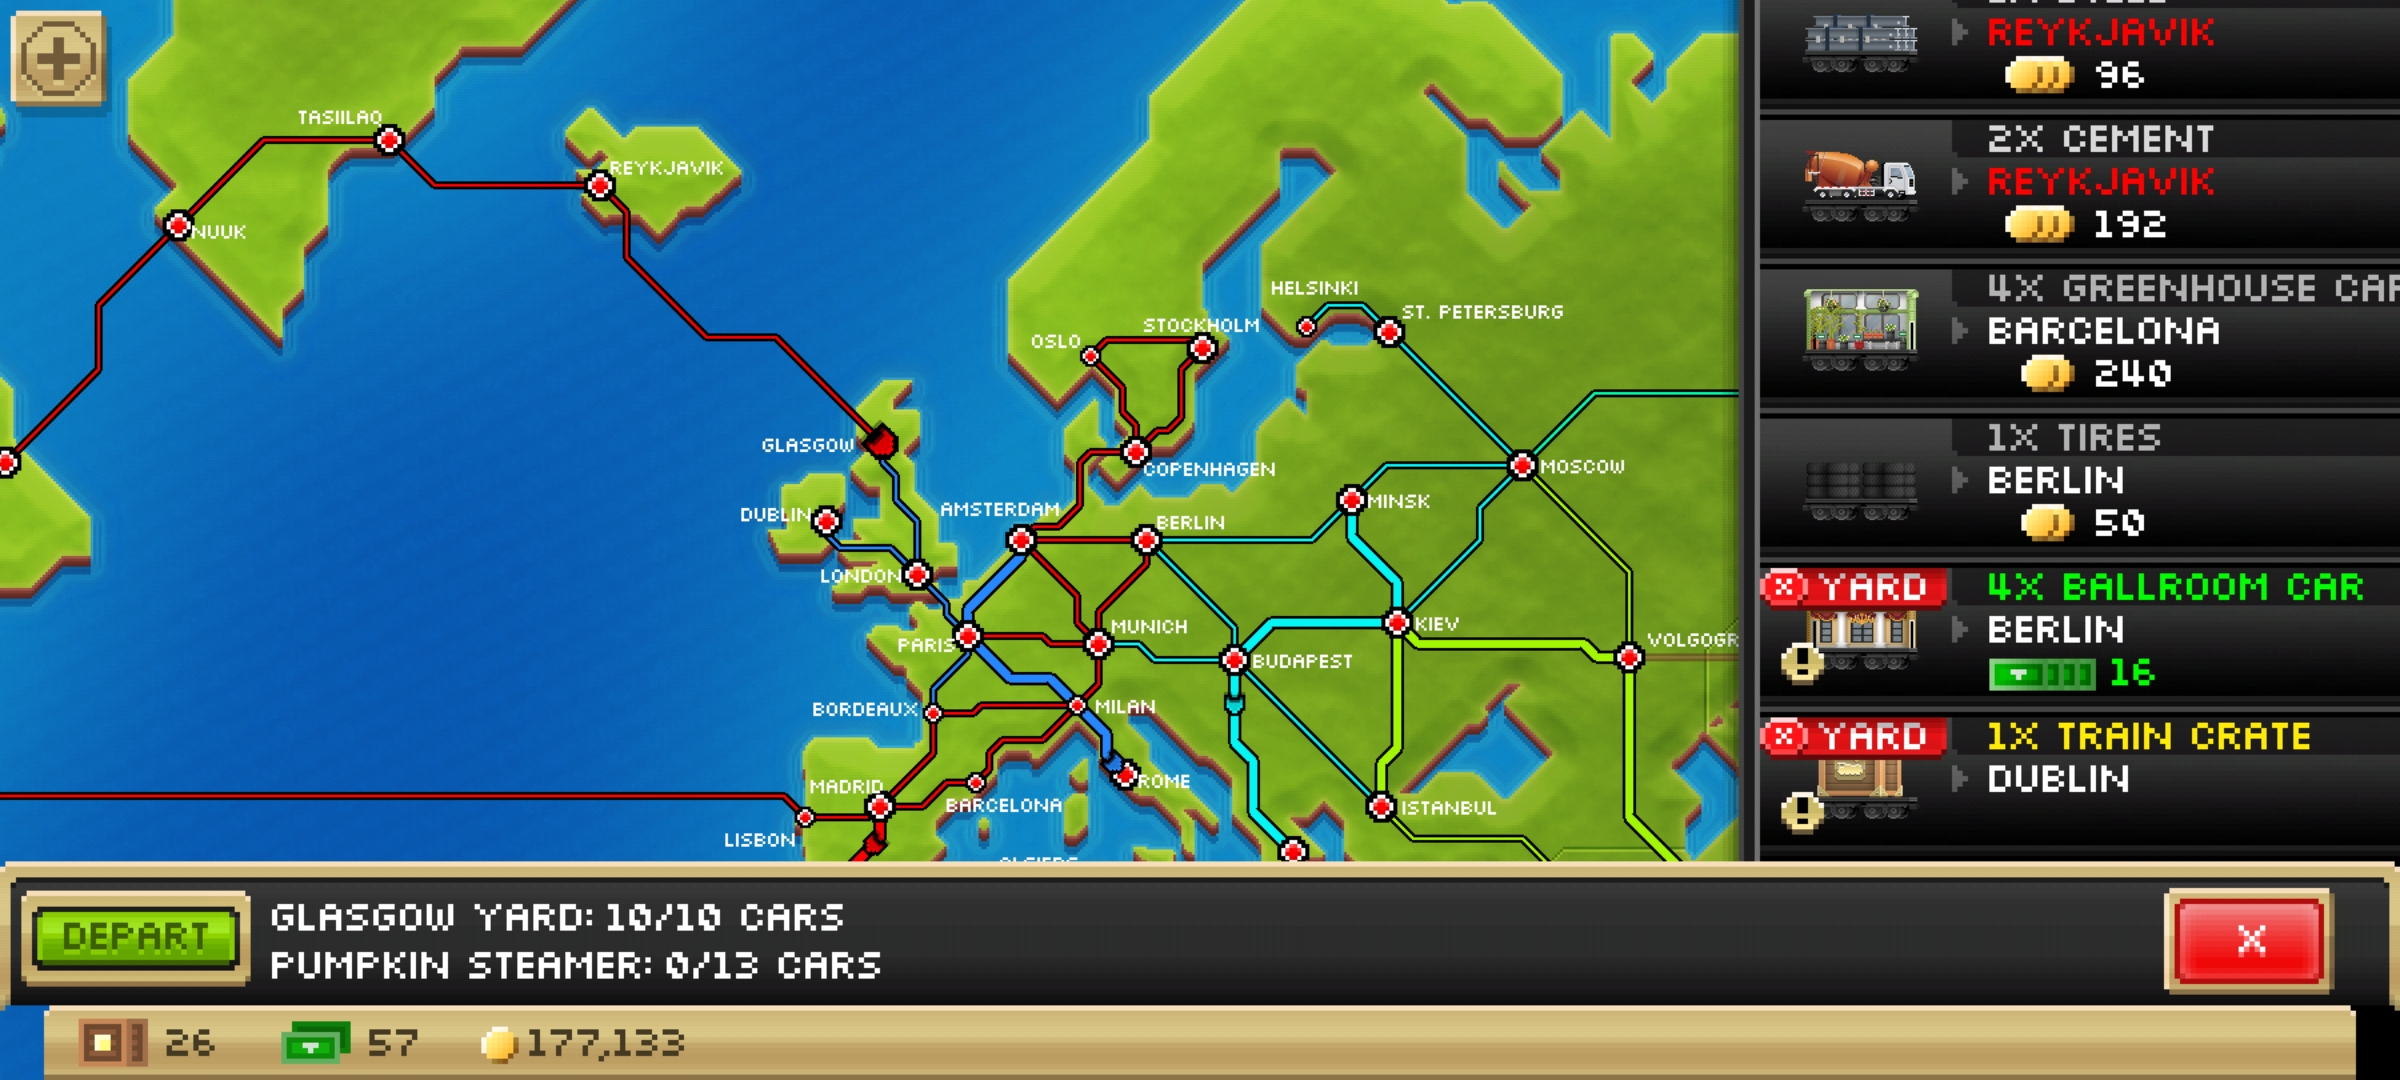 TASIILAQ
REYKJAVIK
NUUK
HELSINKI
ST. PETERSBURG
STOCKHOLM
OSLO
GLASGOW
COPENHAGEN
MOSCOW
MINSK
DUBLIN
AMSTERDAM
BERLIN
LONDON
PARIS
MUNICH
KIEV
VOLGOGR
BUDAPEST
BORDEAUX
MILAN
MADRID
ROME
BARCELONA
ISTANBUL
LISBON
REYKJAVIK
96
2X CEMENT
REYKJAVIK
192
4X GREENHOUSE CAR
BARCELONA
240
1X TIRES
BERLIN
50
YARD
4X BALLROOM CAR
BERLIN
16
YARD
1X TRAIN CRATE
DUBLIN
DEPART
GLASGOW YARD: 10/10 CARS
PUMPKIN STEAMER: 0/13 CARS
X
26
57
177,133